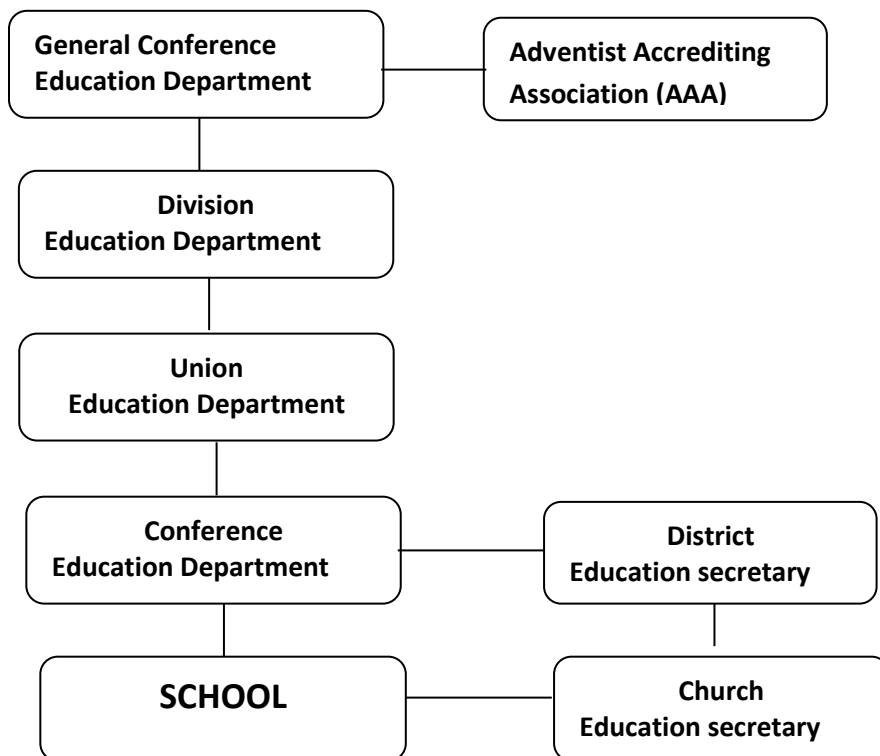 General Conference
Education Department
Adventist Accrediting
Association (AAA)
Division
Education Department
Union
Education Department
Conference
Education Department
District
Education secretary
SCHOOL
Church
Education secretary